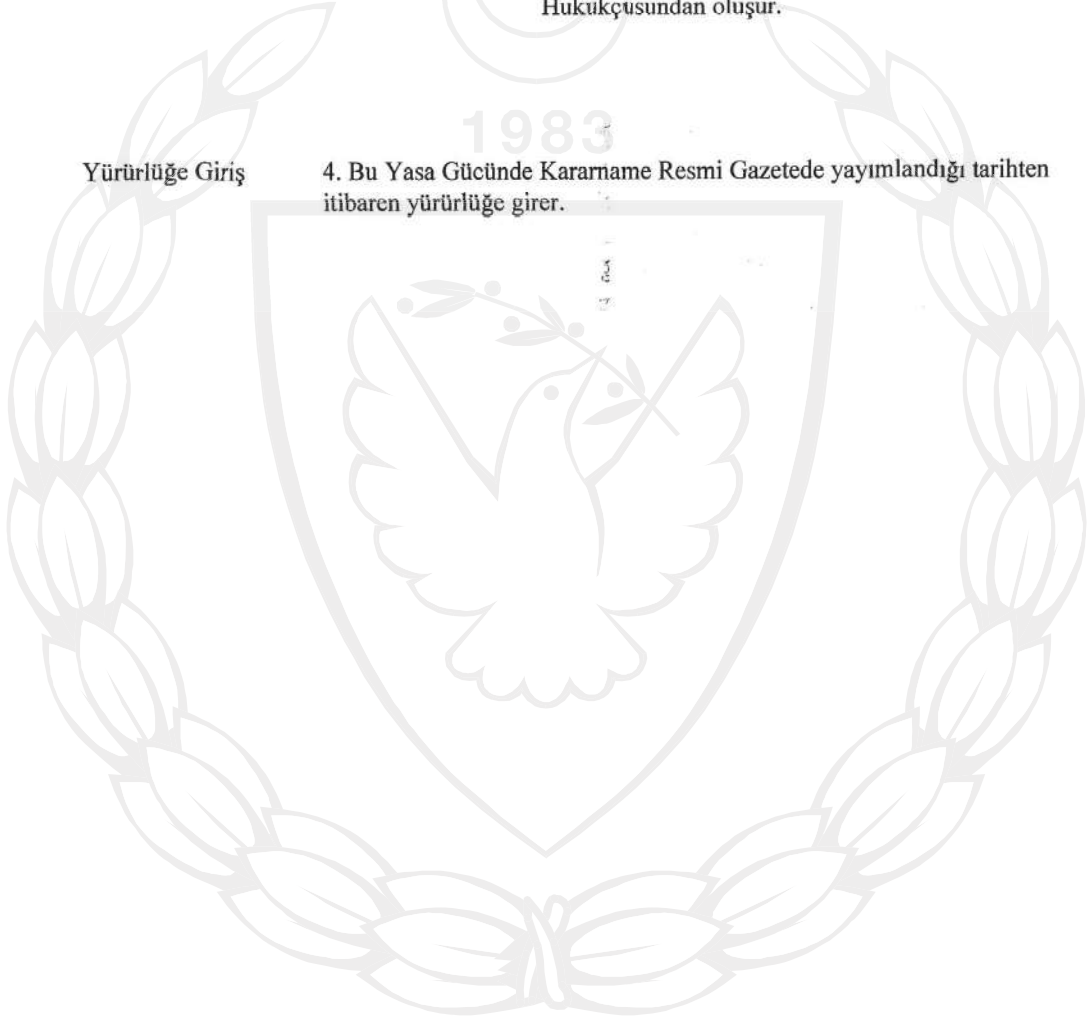 Hukukçusundan oluşur.
1983
Yürürlüğe Giriş 4. Bu Yasa Gücünde Kararname Resmi Gazetede yayımlandığı tarihten
itibaren yürürlüğe girer.